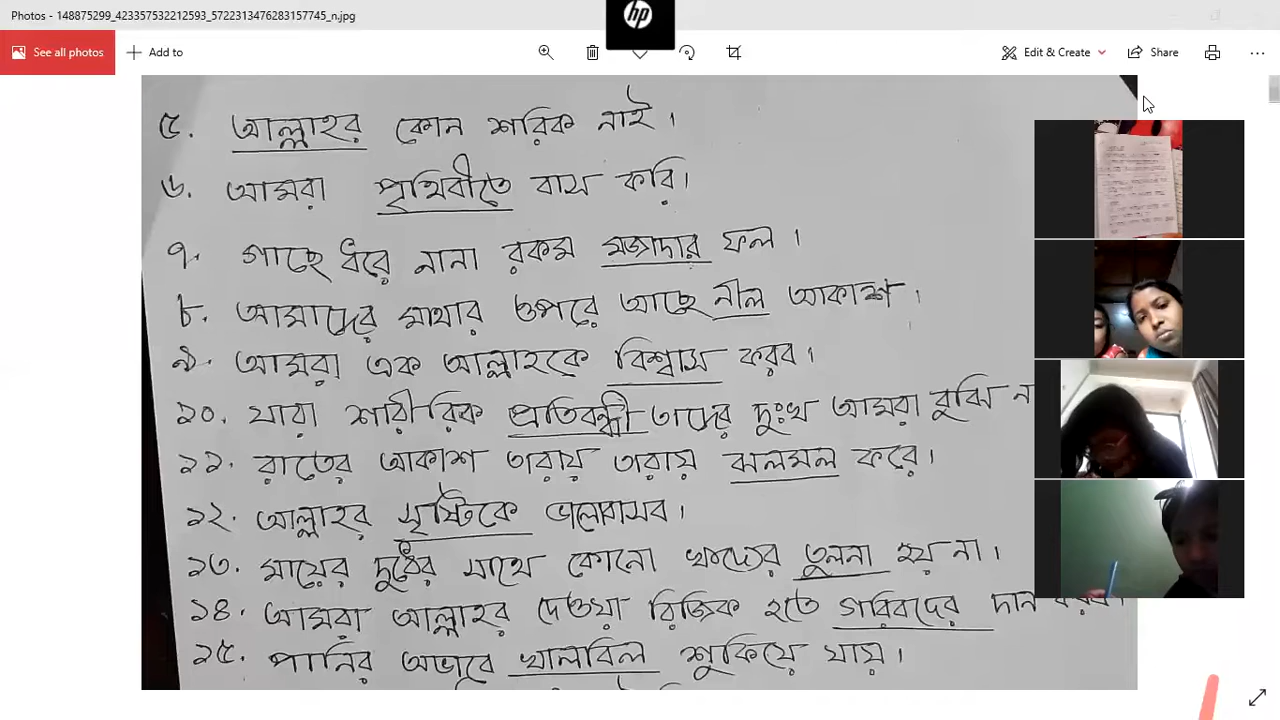 Photos - 148875299_423357532212593_5722313476283157745_n.jpg
hp
See all photos
Add to
Edit & Create
Share
৫. আল্লাহর কোন শরিক নাই।
৬. আমরা পৃথিবীতে বাস করি।
৭. গাছে ধরে নানা রকম মজাদার ফল।
৮. আমাদের মাথার ওপরে আছে নীল আকাশ।
৯. আমরা এক আল্লাহকে বিশ্বাস করব।
১০. যারা শারীরিক প্রতিবন্ধী তাদের দুঃখ আমরা বুঝি
১১. রাতের আকাশ তারায় তারায় ঝলমল করে।
১২. আল্লাহর সৃষ্টিকে ভালোবাসব।
১৩. মায়ের দুধের সাথে কোনো খাদ্যের তুলনা হয় না।
১৪. আমরা আল্লাহর দেওয়া রিজিক হতে গরিবদের দান
১৫. পানির অভাবে খালবিল শুকিয়ে যায়।